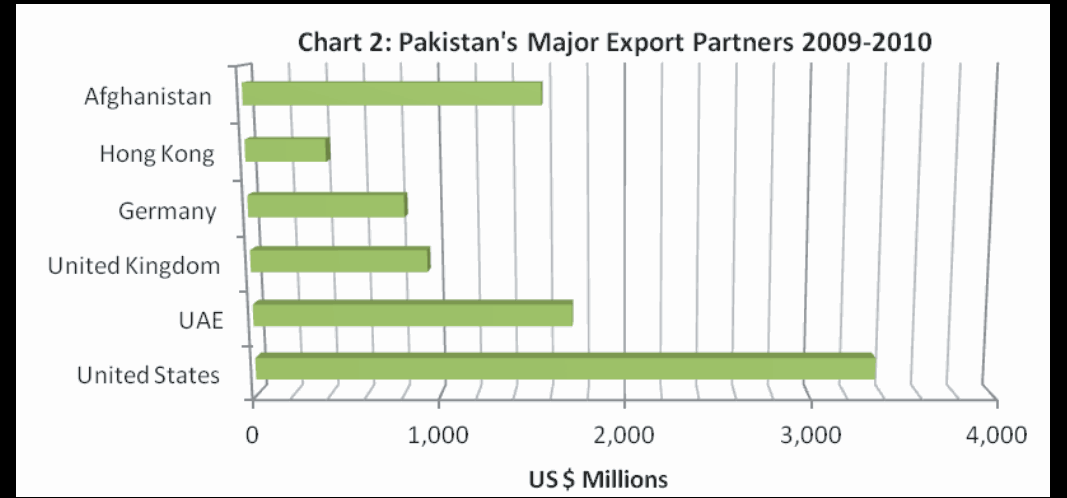 Chart 2: Pakistan's Major Export Partners 2009-2010
Afghanistan
Hong Kong
Germany
United Kingdom
UAE
United States
0 1,000 2,000 3,000 4,000
US $ Millions